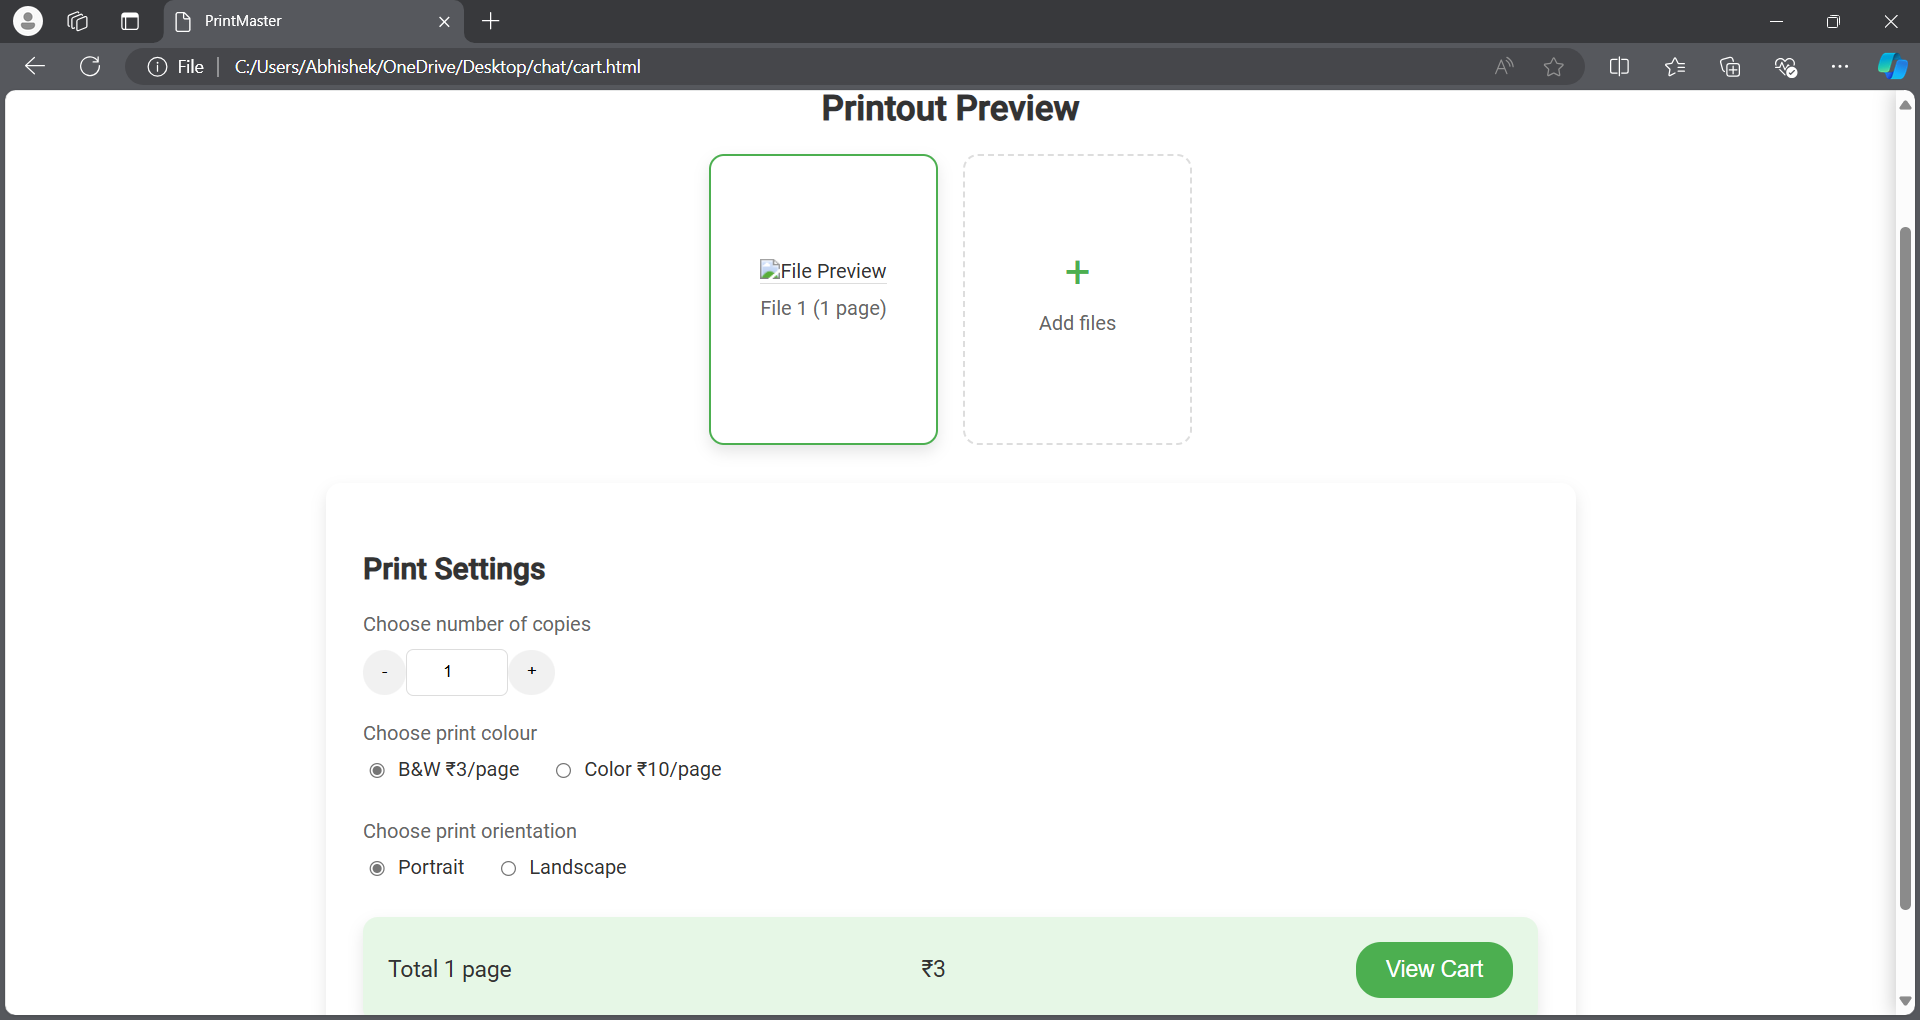 PrintMaster
File
C:/Users/Abhishek/OneDrive/Desktop/chat/cart.html
Printout Preview
File Preview
File 1 (1 page)
+
Add files
Print Settings
Choose number of copies
- 1 +
Choose print colour
B&W ₹3/page Color ₹10/page
Choose print orientation
Portrait Landscape
Total 1 page ₹3 View Cart